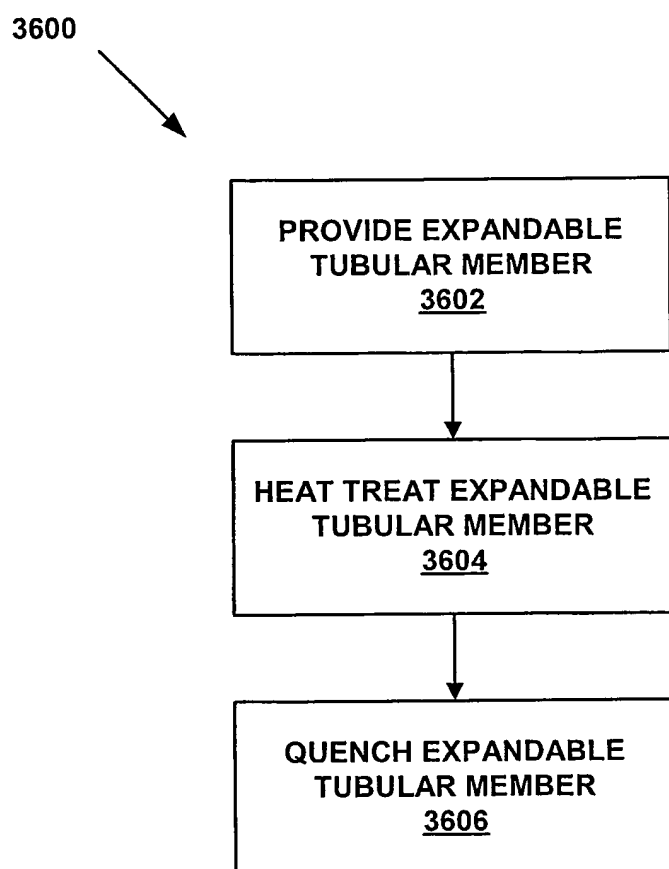 3600
PROVIDE EXPANDABLE
TUBULAR MEMBER
3602
HEAT TREAT EXPANDABLE
TUBULAR MEMBER
3604
QUENCH EXPANDABLE
TUBULAR MEMBER
3606